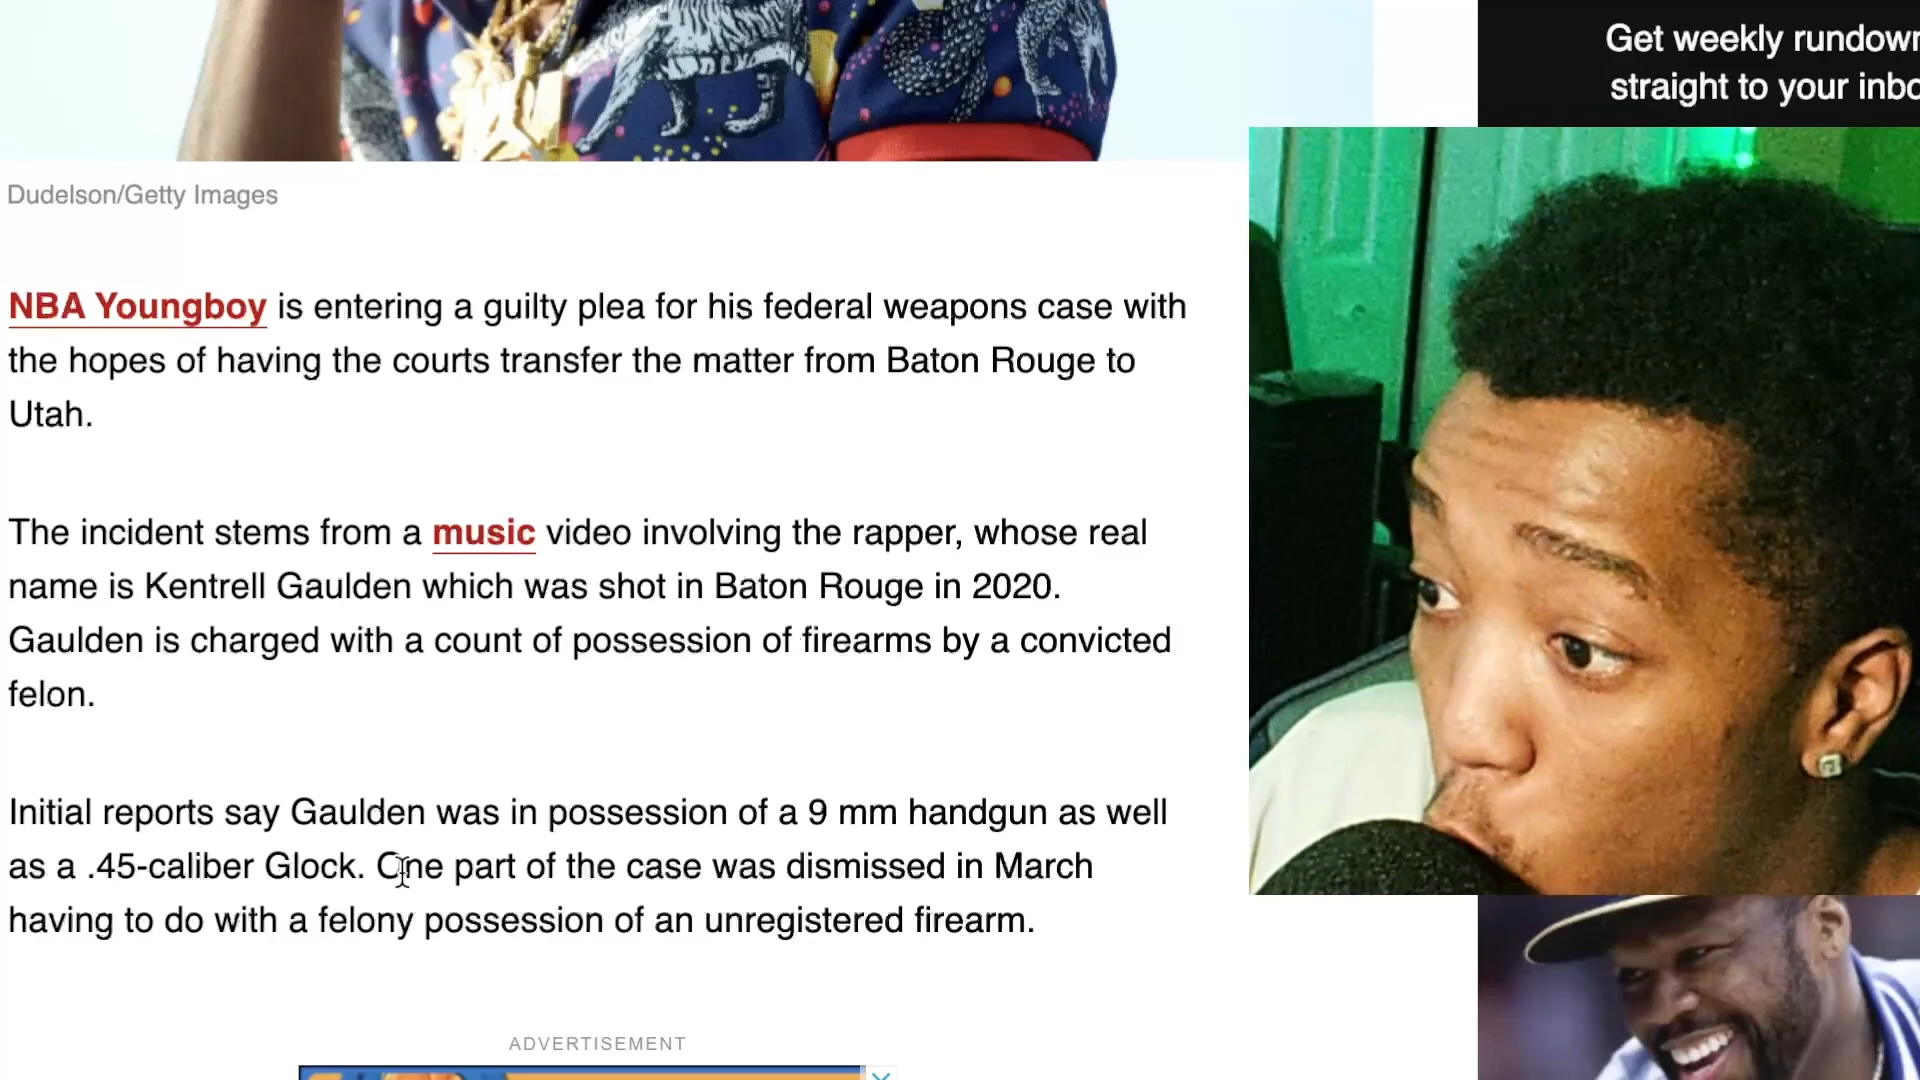 Get weekly rundown
straight to your inbo
Dudelson/Getty Images
NBA Youngboy is entering a guilty plea for his federal weapons case with
the hopes of having the courts transfer the matter from Baton Rouge to
Utah.
The incident stems from a music video involving the rapper, whose real
name is Kentrell Gaulden which was shot in Baton Rouge in 2020.
Gaulden is charged with a count of possession of firearms by a convicted
felon.
Initial reports say Gaulden was in possession of a 9 mm handgun as well
as a .45-caliber Glock. One part of the case was dismissed in March
having to do with a felony possession of an unregistered firearm.
ADVERTISEMENT